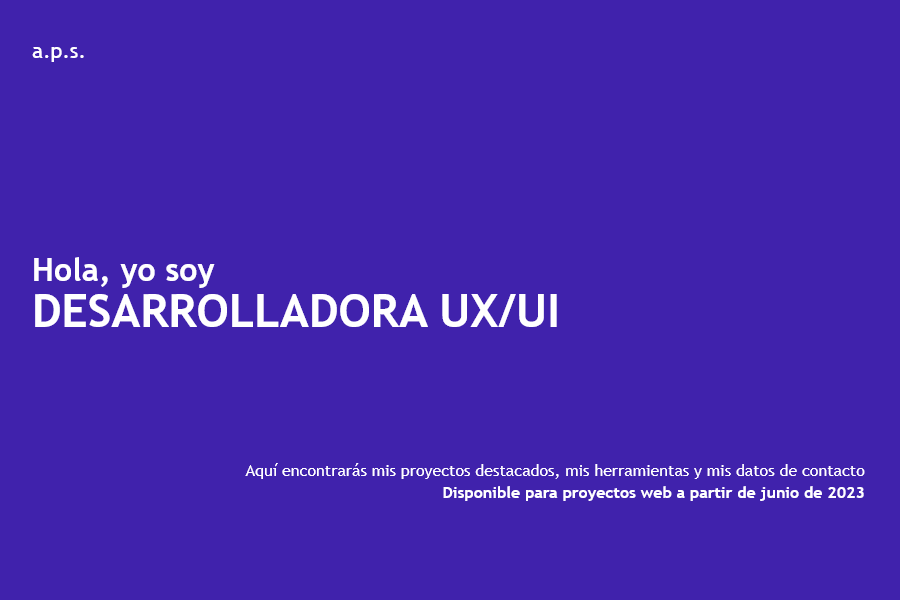 a.p.s.
Hola, yo soy
DESARROLLADORA UX/UI
Aquí encontrarás mis proyectos destacados, mis herramientas y mis datos de contacto
Disponible para proyectos web a partir de junio de 2023